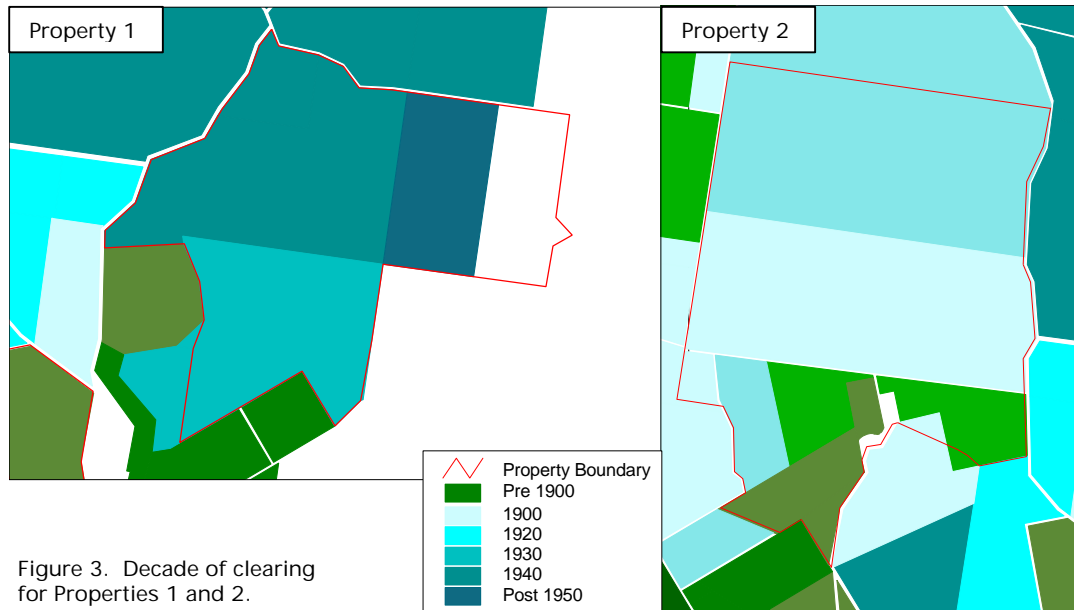 Property 1
Property 2
Property Boundary
Pre 1900
1900
1920
1930
1940
Post 1950
Figure 3. Decade of clearing
for Properties 1 and 2.